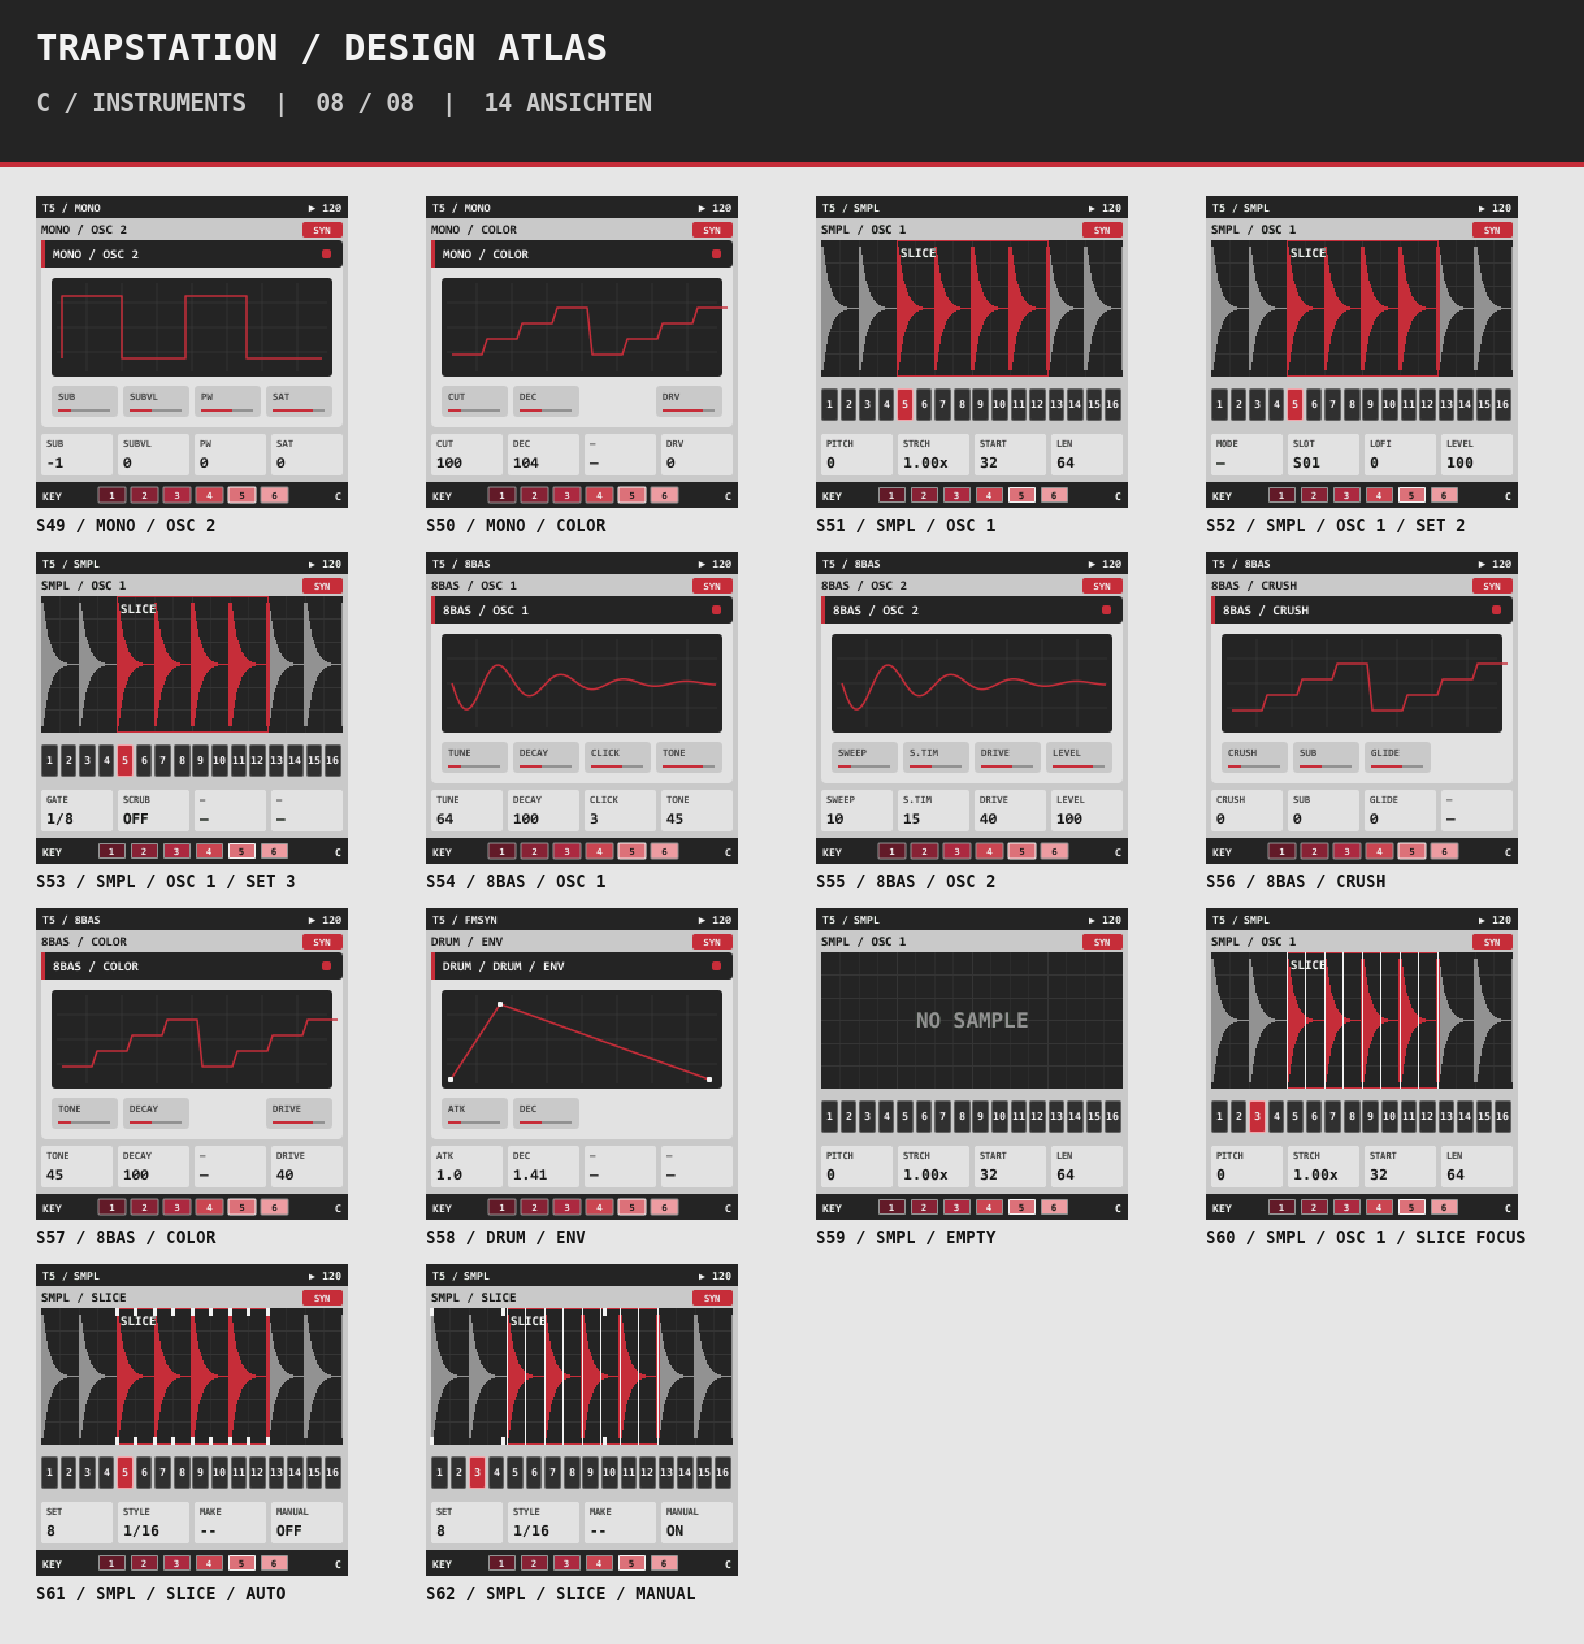 TRAPSTATION / DESIGN ATLAS
C / INSTRUMENTS | 08 / 08 | 14 ANSICHTEN
T5 / MONO ▶ 120
MONO / OSC 2 SYN
MONO / OSC 2
SUB SUBVL PW SAT
SUB SUBVL PW SAT
-1 0 0 0
KEY 1 2 3 4 5 6 C
S49 / MONO / OSC 2
T5 / MONO ▶ 120
MONO / COLOR SYN
MONO / COLOR
CUT DEC DRV
CUT DEC – DRV
100 104 — 0
KEY 1 2 3 4 5 6 C
S50 / MONO / COLOR
T5 / SMPL ▶ 120
SMPL / OSC 1 SYN
SLICE
1 2 3 4 5 6 7 8 9 10 11 12 13 14 15 16
PITCH STRCH START LEN
0 1.00x 32 64
KEY 1 2 3 4 5 6 C
S51 / SMPL / OSC 1
T5 / SMPL ▶ 120
SMPL / OSC 1 SYN
SLICE
1 2 3 4 5 6 7 8 9 10 11 12 13 14 15 16
MODE SLOT LOFI LEVEL
— S01 0 100
KEY 1 2 3 4 5 6 C
S52 / SMPL / OSC 1 / SET 2
T5 / SMPL ▶ 120
SMPL / OSC 1 SYN
SLICE
1 2 3 4 5 6 7 8 9 10 11 12 13 14 15 16
GATE SCRUB – –
1/8 OFF — —
KEY 1 2 3 4 5 6 C
S53 / SMPL / OSC 1 / SET 3
T5 / 8BAS ▶ 120
8BAS / OSC 1 SYN
8BAS / OSC 1
TUNE DECAY CLICK TONE
TUNE DECAY CLICK TONE
64 100 3 45
KEY 1 2 3 4 5 6 C
S54 / 8BAS / OSC 1
T5 / 8BAS ▶ 120
8BAS / OSC 2 SYN
8BAS / OSC 2
SWEEP S.TIM DRIVE LEVEL
SWEEP S.TIM DRIVE LEVEL
10 15 40 100
KEY 1 2 3 4 5 6 C
S55 / 8BAS / OSC 2
T5 / 8BAS ▶ 120
8BAS / CRUSH SYN
8BAS / CRUSH
CRUSH SUB GLIDE
CRUSH SUB GLIDE –
0 0 0 —
KEY 1 2 3 4 5 6 C
S56 / 8BAS / CRUSH
T5 / 8BAS ▶ 120
8BAS / COLOR SYN
8BAS / COLOR
TONE DECAY DRIVE
TONE DECAY – DRIVE
45 100 — 40
KEY 1 2 3 4 5 6 C
S57 / 8BAS / COLOR
T5 / FMSYN ▶ 120
DRUM / ENV SYN
DRUM / DRUM / ENV
ATK DEC
ATK DEC – –
1.0 1.41 — —
KEY 1 2 3 4 5 6 C
S58 / DRUM / ENV
T5 / SMPL ▶ 120
SMPL / OSC 1 SYN
NO SAMPLE
1 2 3 4 5 6 7 8 9 10 11 12 13 14 15 16
PITCH STRCH START LEN
0 1.00x 32 64
KEY 1 2 3 4 5 6 C
S59 / SMPL / EMPTY
T5 / SMPL ▶ 120
SMPL / OSC 1 SYN
SLICE
1 2 3 4 5 6 7 8 9 10 11 12 13 14 15 16
PITCH STRCH START LEN
0 1.00x 32 64
KEY 1 2 3 4 5 6 C
S60 / SMPL / OSC 1 / SLICE FOCUS
T5 / SMPL ▶ 120
SMPL / SLICE SYN
SLICE
1 2 3 4 5 6 7 8 9 10 11 12 13 14 15 16
SET STYLE MAKE MANUAL
8 1/16 -- OFF
KEY 1 2 3 4 5 6 C
S61 / SMPL / SLICE / AUTO
T5 / SMPL ▶ 120
SMPL / SLICE SYN
SLICE
1 2 3 4 5 6 7 8 9 10 11 12 13 14 15 16
SET STYLE MAKE MANUAL
8 1/16 -- ON
KEY 1 2 3 4 5 6 C
S62 / SMPL / SLICE / MANUAL